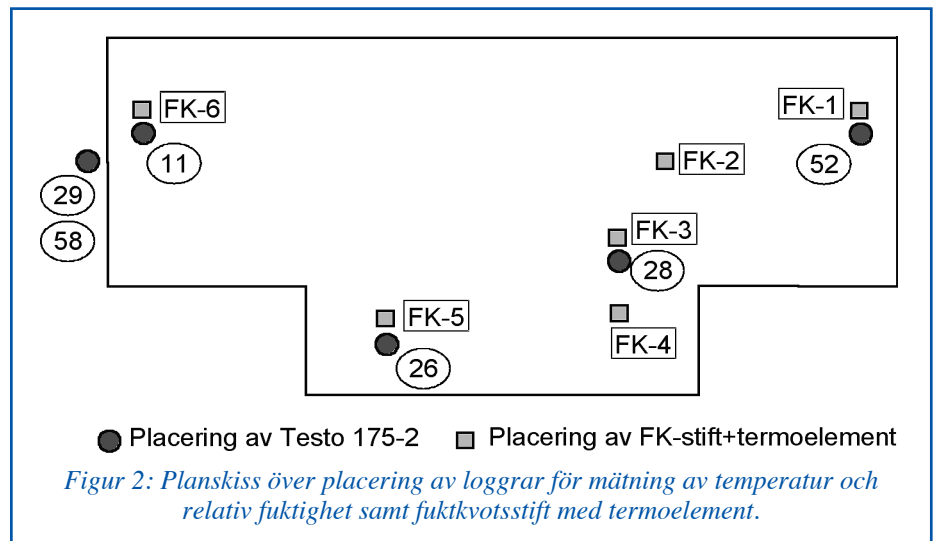 FK-6
FK-1
11
FK-2
52
29
58
FK-3
28
FK-5
FK-4
26
Placering av Testo 175-2
Placering av FK-stift+termoelement
Figur 2: Planskiss över placering av loggrar för mätning av temperatur och
relativ fuktighet samt fuktkvotsstift med termoelement.